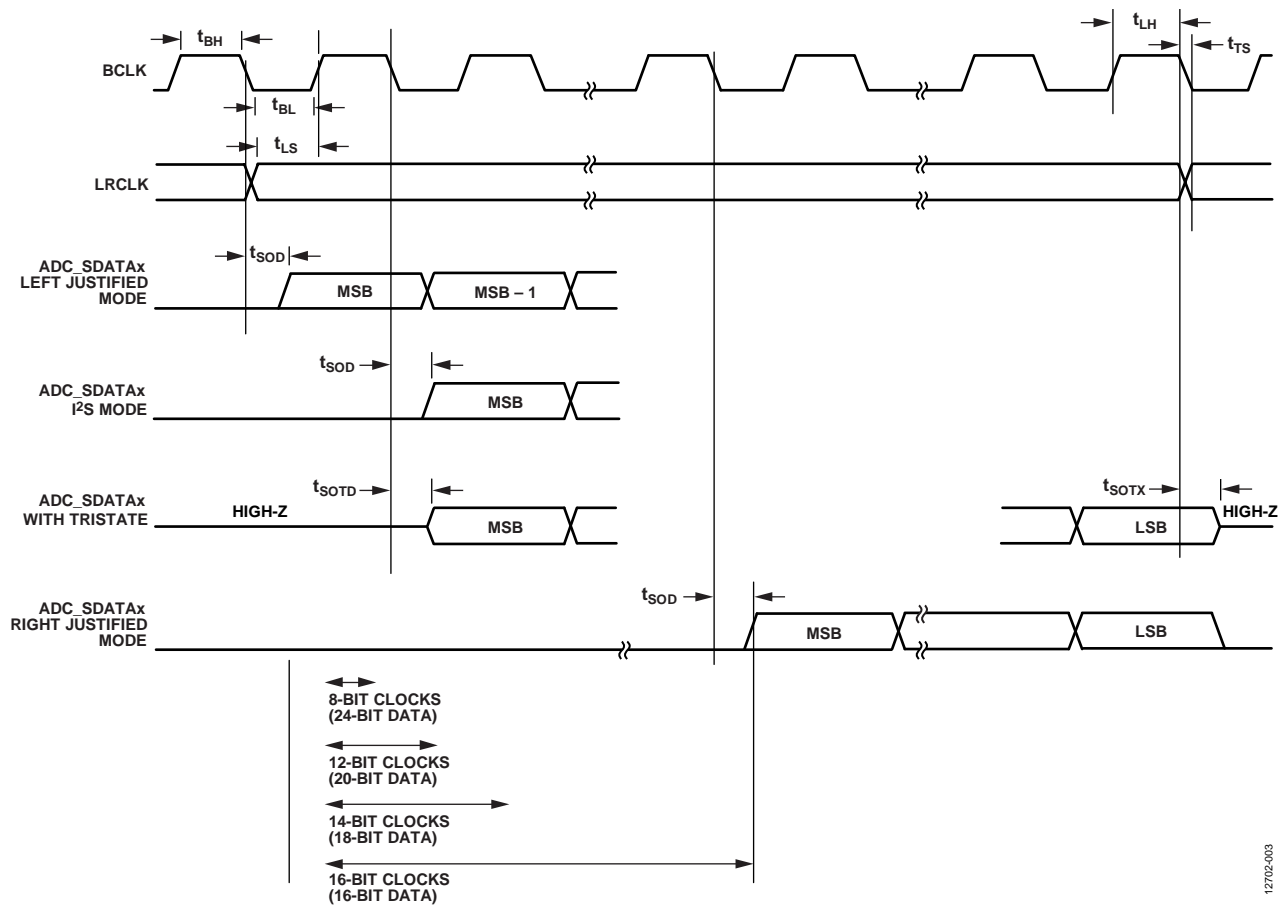 tBH
tLH
tTS
BCLK
tBL
tLS
LRCLK
tSOD
ADC_SDATAx
LEFT JUSTIFIED
MODE
MSB
MSB – 1
tSOD
ADC_SDATAx
I2S MODE
MSB
tSOTD
tSOTX
ADC_SDATAx
WITH TRISTATE
HIGH-Z
MSB
LSB
HIGH-Z
tSOD
ADC_SDATAx
RIGHT JUSTIFIED
MODE
MSB
LSB
8-BIT CLOCKS
(24-BIT DATA)
12-BIT CLOCKS
(20-BIT DATA)
14-BIT CLOCKS
(18-BIT DATA)
16-BIT CLOCKS
(16-BIT DATA)
12702-003